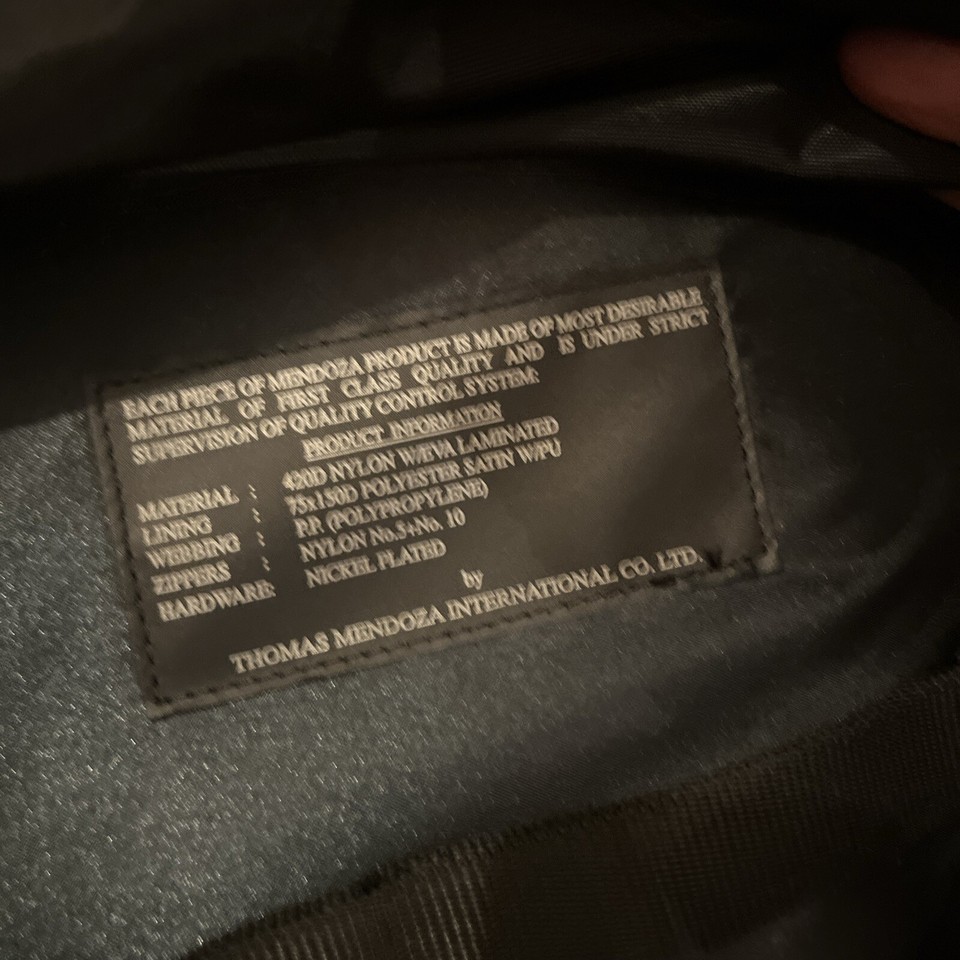 EACH PIECE OF MENDOZA PRODUCT IS MADE OF MOST DESIRABLE
MATERIAL OF FIRST CLASS QUALITY AND IS UNDER STRICT
SUPERVISION OF QUALITY CONTROL SYSTEM:
PRODUCT INFORMATION
MATERIAL : 420D NYLON W/EVA LAMINATED
LINING : 75x150D POLYESTER SATIN W/PU
WEBBING : P.P. (POLYPROPYLENE)
ZIPPERS : NYLON No.5+No. 10
HARDWARE: NICKEL PLATED
by
THOMAS MENDOZA INTERNATIONAL CO. LTD.